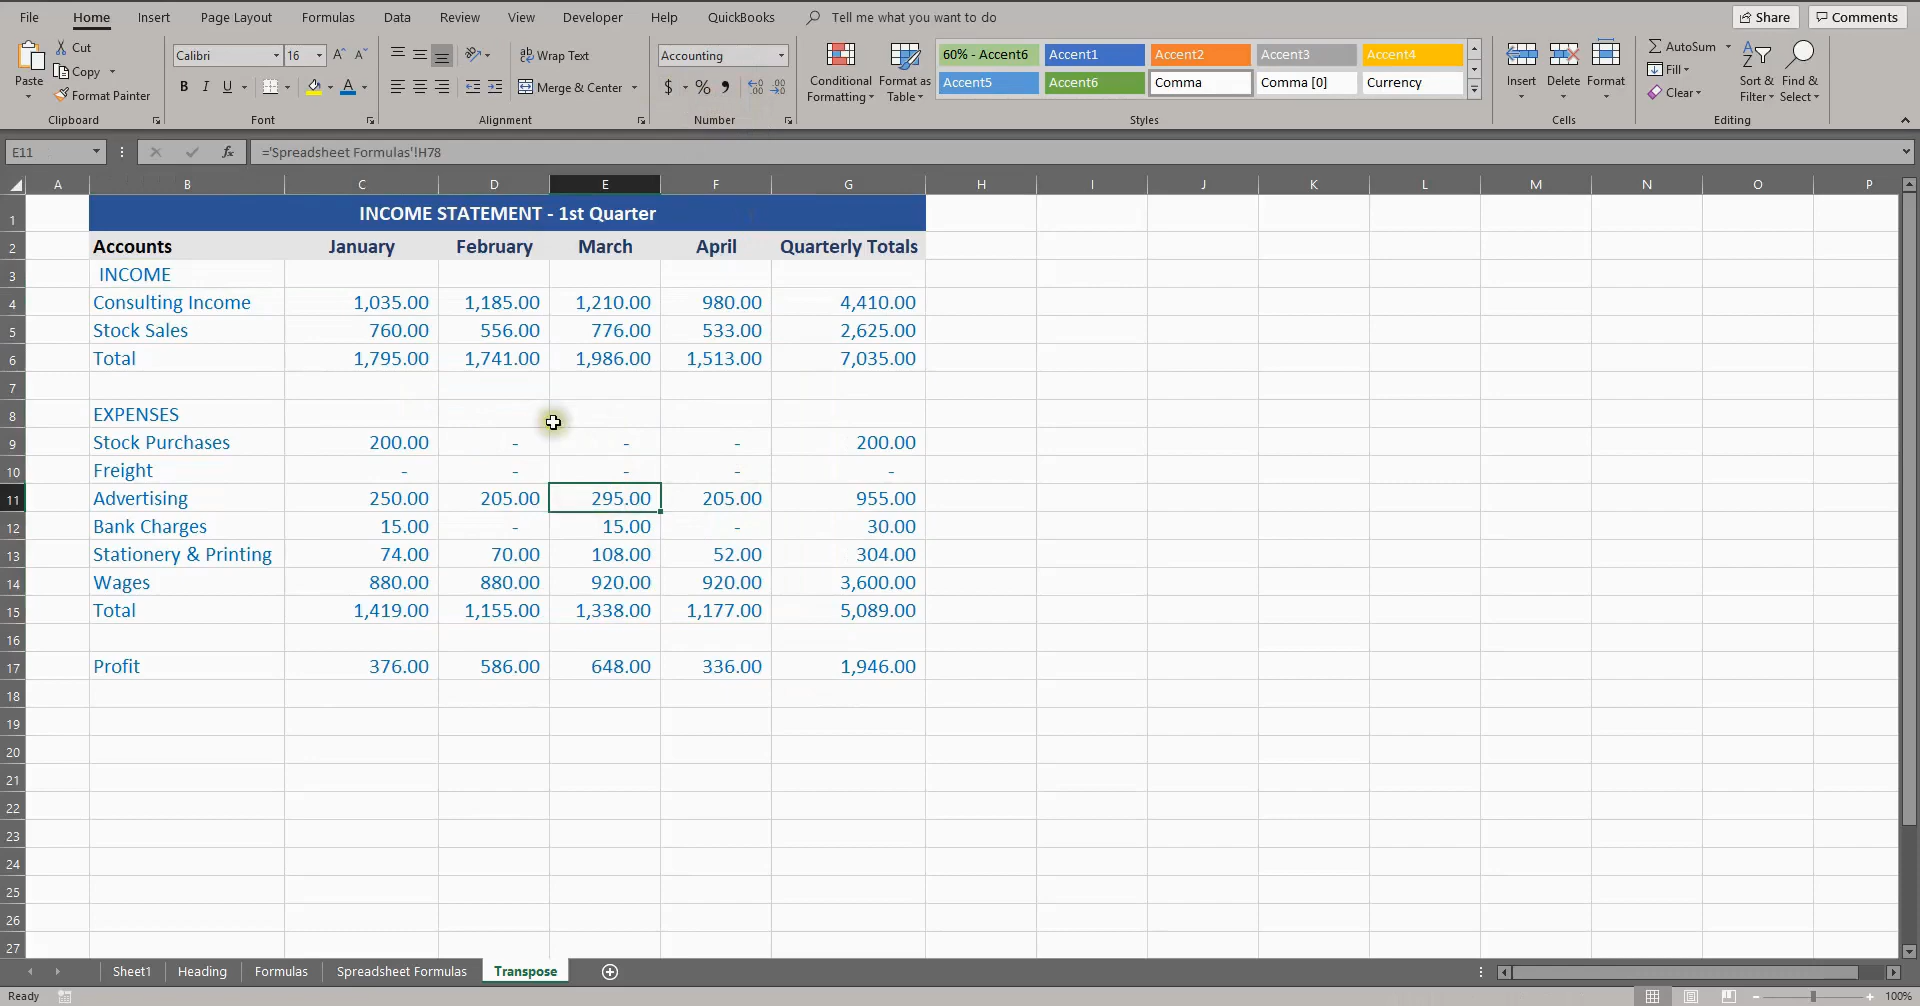 File Home Insert Page Layout Formulas Data Review View Developer Help QuickBooks Tell me what you want to do Share Comments
Cut
Copy
Format Painter
Paste
Clipboard
Calibri 16
B I U
Font
Wrap Text
Merge & Center
Alignment
Accounting
$ % ,
Number
Conditional Formatting
Format as Table
60% - Accent6 Accent1 Accent2 Accent3 Accent4
Accent5 Accent6 Comma Comma [0] Currency
Styles
Insert Delete Format
Cells
AutoSum
Fill
Clear
Sort & Filter
Find & Select
Editing
E11 fx ='Spreadsheet Formulas'!H78
A B C D E F G H I J K L M N O P
1 INCOME STATEMENT - 1st Quarter
2 Accounts January February March April Quarterly Totals
3 INCOME
4 Consulting Income 1,035.00 1,185.00 1,210.00 980.00 4,410.00
5 Stock Sales 760.00 556.00 776.00 533.00 2,625.00
6 Total 1,795.00 1,741.00 1,986.00 1,513.00 7,035.00
7
8 EXPENSES
9 Stock Purchases 200.00 - - - 200.00
10 Freight - - - - -
11 Advertising 250.00 205.00 295.00 205.00 955.00
12 Bank Charges 15.00 - 15.00 - 30.00
13 Stationery & Printing 74.00 70.00 108.00 52.00 304.00
14 Wages 880.00 880.00 920.00 920.00 3,600.00
15 Total 1,419.00 1,155.00 1,338.00 1,177.00 5,089.00
16
17 Profit 376.00 586.00 648.00 336.00 1,946.00
18
19
20
21
22
23
24
25
26
27
Sheet1 Heading Formulas Spreadsheet Formulas Transpose
Ready 100%